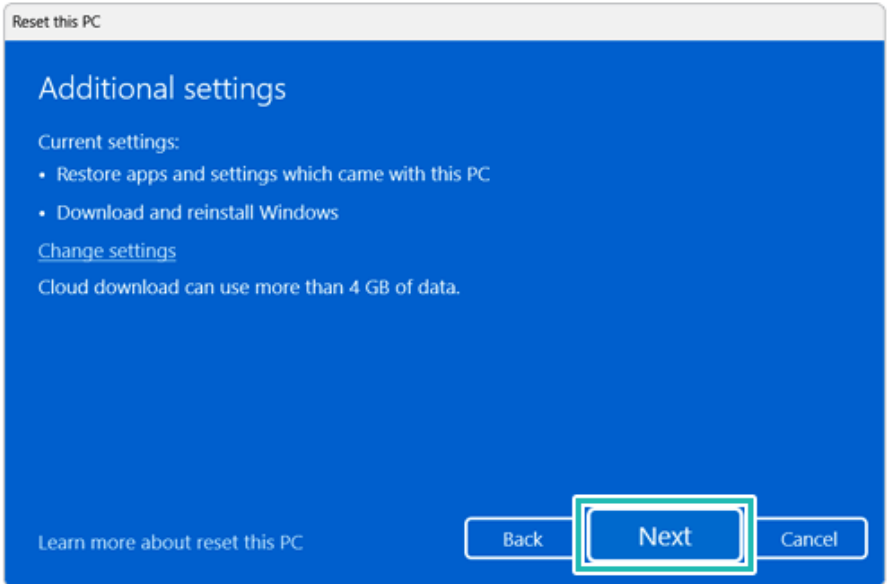 Reset this PC
Additional settings
Current settings:
• Restore apps and settings which came with this PC
• Download and reinstall Windows
Change settings
Cloud download can use more than 4 GB of data.
Learn more about reset this PC
Back
Next
Cancel